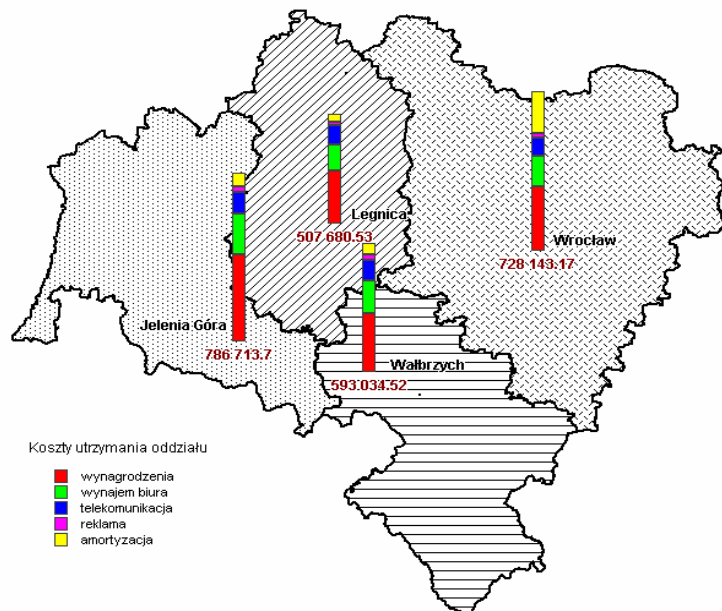 Legnica
507 680.53
Wrocław
728 143.17
Jelenia Góra
786 713.7
Wałbrzych
593 034.52
Koszty utrzymania oddziału
wynagrodzenia
wynajem biura
telekomunikacja
reklama
amortyzacja